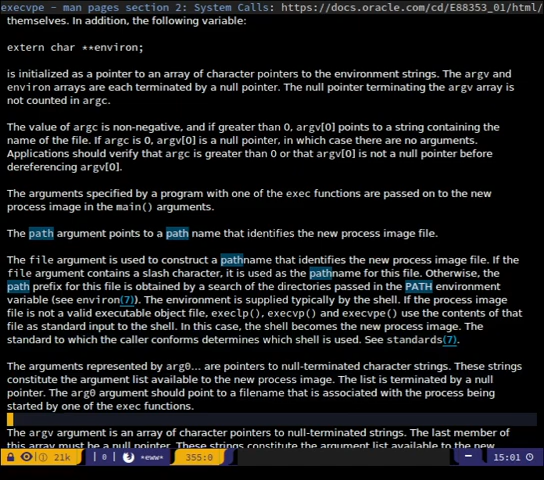 execvpe - man pages section 2: System Calls: https://docs.oracle.com/cd/E88353_01/html/
themselves. In addition, the following variable:
extern char **environ;
is initialized as a pointer to an array of character pointers to the environment strings. The argv and
environ arrays are each terminated by a null pointer. The null pointer terminating the argv array is
not counted in argc.
The value of argc is non-negative, and if greater than 0, argv[0] points to a string containing the
name of the file. If argc is 0, argv[0] is a null pointer, in which case there are no arguments.
Applications should verify that argc is greater than 0 or that argv[0] is not a null pointer before
dereferencing argv[0].
The arguments specified by a program with one of the exec functions are passed on to the new
process image in the main() arguments.
The path argument points to a path name that identifies the new process image file.
The file argument is used to construct a pathname that identifies the new process image file. If the
file argument contains a slash character, it is used as the pathname for this file. Otherwise, the
path prefix for this file is obtained by a search of the directories passed in the PATH environment
variable (see environ(7)). The environment is supplied typically by the shell. If the process image
file is not a valid executable object file, execlp(), execvp() and execvpe() use the contents of that
file as standard input to the shell. In this case, the shell becomes the new process image. The
standard to which the caller conforms determines which shell is used. See standards(7).
The arguments represented by arg0... are pointers to null-terminated character strings. These strings
constitute the argument list available to the new process image. The list is terminated by a null
pointer. The arg0 argument should point to a filename that is associated with the process being
started by one of the exec functions.
The argv argument is an array of character pointers to null-terminated strings. The last member of
this array must be a null pointer. These strings constitute the argument list available to the new
21k | 0 *eww* 355:0 15:01